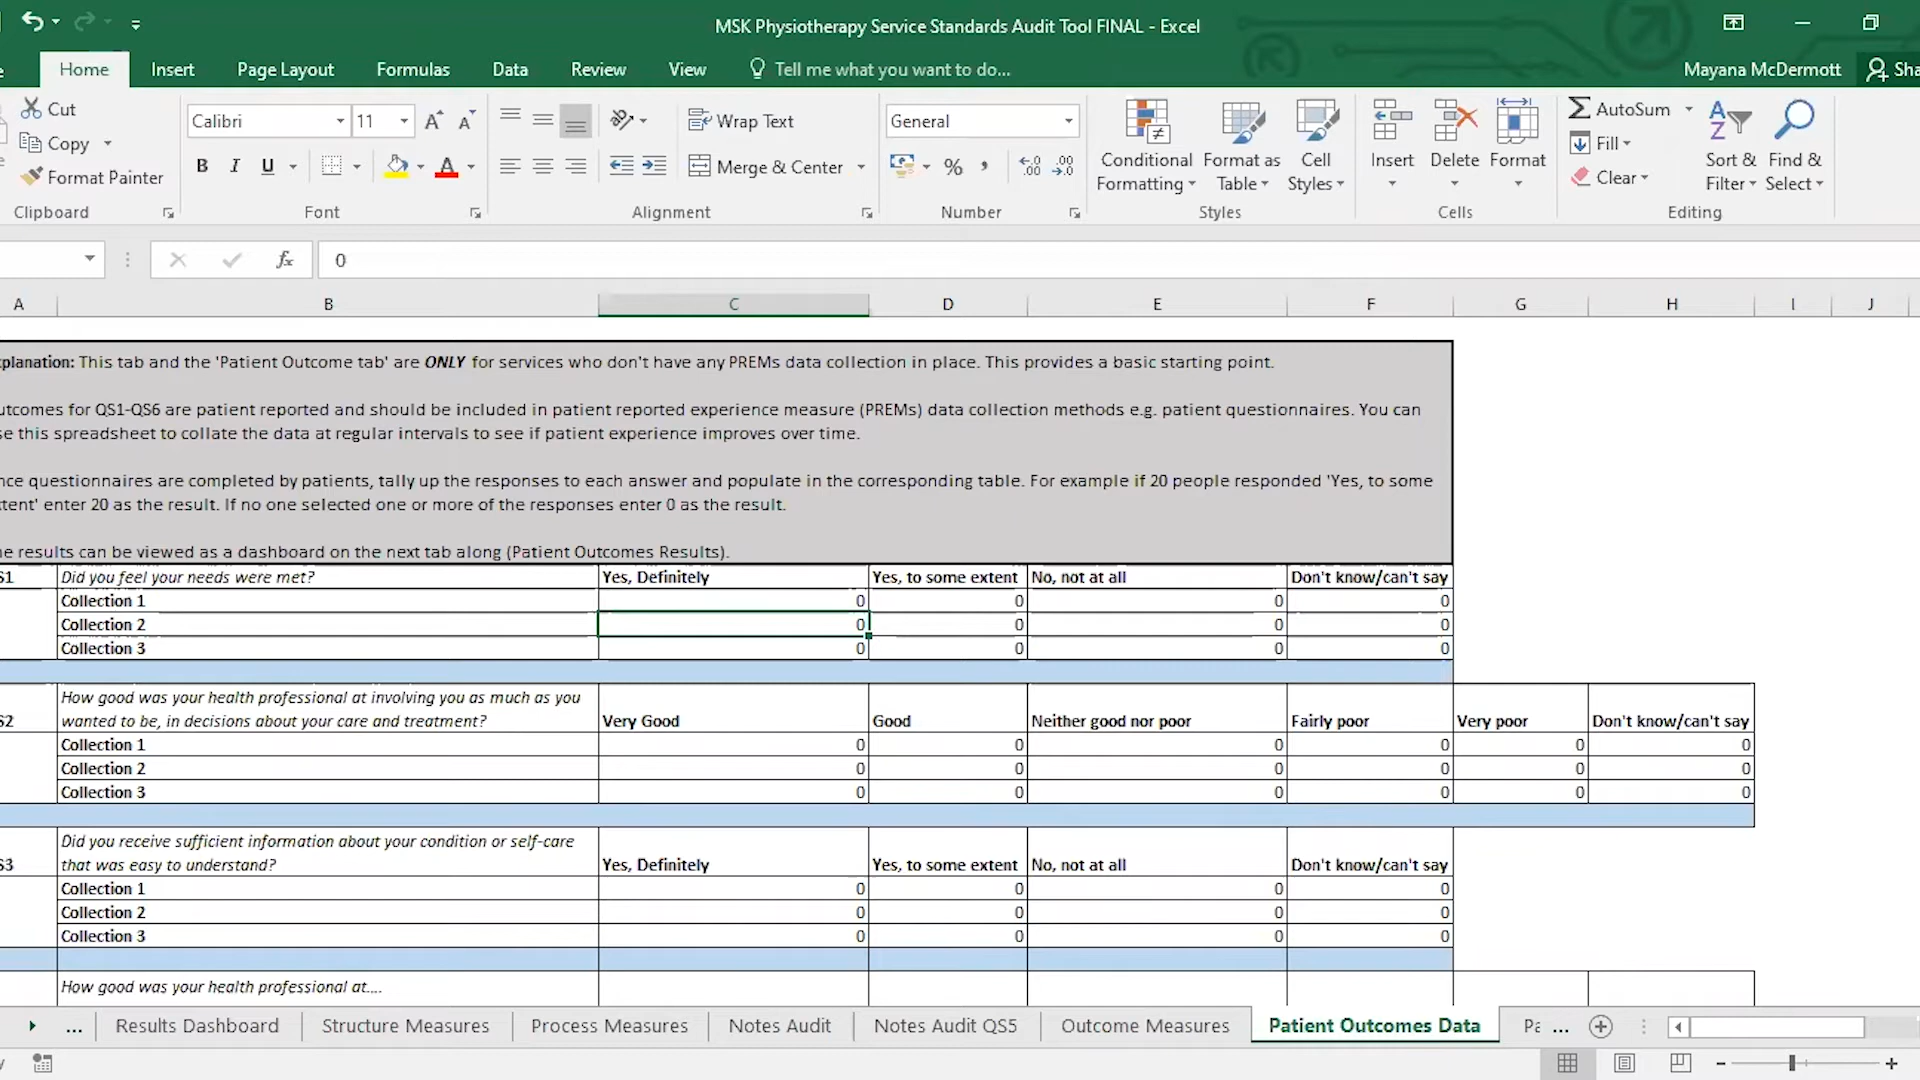 MSK Physiotherapy Service Standards Audit Tool FINAL - Excel
Home Insert Page Layout Formulas Data Review View Tell me what you want to do... Mayana McDermott Sha
Cut
Copy
Format Painter
Clipboard
Calibri 11 A A
B I U A
Font
Wrap Text
Merge & Center
Alignment
General
% , .0 .00 .00 .0
Number
Conditional Formatting
Format as Table
Cell Styles
Styles
Insert Delete Format
Cells
AutoSum
Fill
Clear
Sort & Filter
Find & Select
Editing
fx 0
A B C D E F G H I J
planation: This tab and the 'Patient Outcome tab' are ONLY for services who don't have any PREMs data collection in place. This provides a basic starting point.
utcomes for QS1-QS6 are patient reported and should be included in patient reported experience measure (PREMs) data collection methods e.g. patient questionnaires. You can
se this spreadsheet to collate the data at regular intervals to see if patient experience improves over time.
nce questionnaires are completed by patients, tally up the responses to each answer and populate in the corresponding table. For example if 20 people responded 'Yes, to some
tent' enter 20 as the result. If no one selected one or more of the responses enter 0 as the result.
e results can be viewed as a dashboard on the next tab along (Patient Outcomes Results).
S1 Did you feel your needs were met? Yes, Definitely Yes, to some extent No, not at all Don't know/can't say
Collection 1 0 0 0 0
Collection 2 0 0 0 0
Collection 3 0 0 0 0
How good was your health professional at involving you as much as you
S2 wanted to be, in decisions about your care and treatment? Very Good Good Neither good nor poor Fairly poor Very poor Don't know/can't say
Collection 1 0 0 0 0 0 0
Collection 2 0 0 0 0 0 0
Collection 3 0 0 0 0 0 0
Did you receive sufficient information about your condition or self-care
S3 that was easy to understand? Yes, Definitely Yes, to some extent No, not at all Don't know/can't say
Collection 1 0 0 0 0
Collection 2 0 0 0 0
Collection 3 0 0 0 0
How good was your health professional at....
... Results Dashboard Structure Measures Process Measures Notes Audit Notes Audit QS5 Outcome Measures Patient Outcomes Data Pa ...